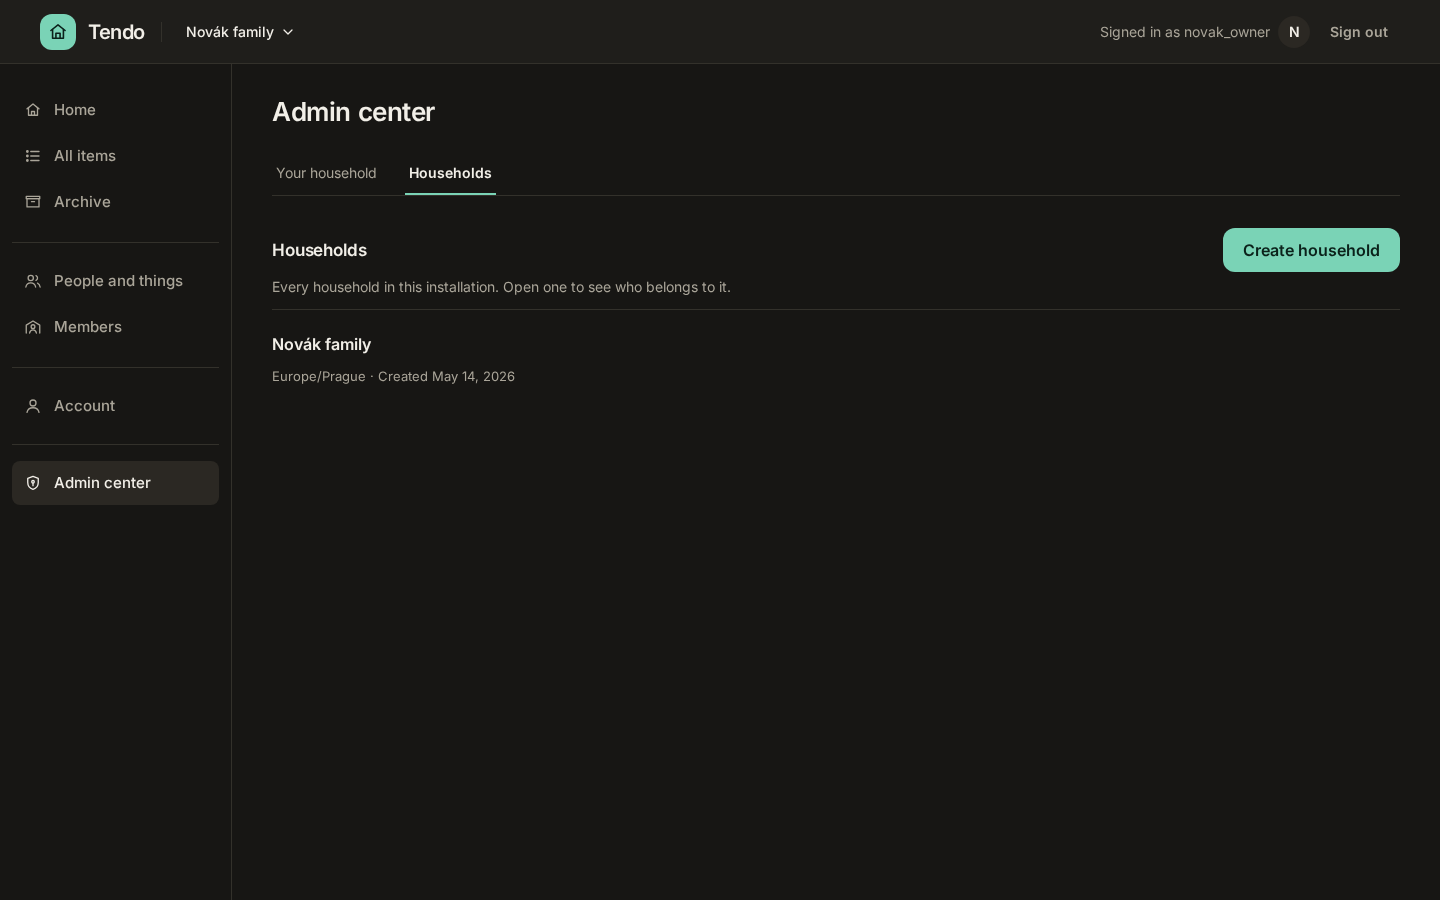 Tendo
Novák family
Signed in as novak_owner
N
Sign out
Home
All items
Archive
People and things
Members
Account
Admin center
Admin center
Your household
Households
Households
Create household
Every household in this installation. Open one to see who belongs to it.
Novák family
Europe/Prague · Created May 14, 2026